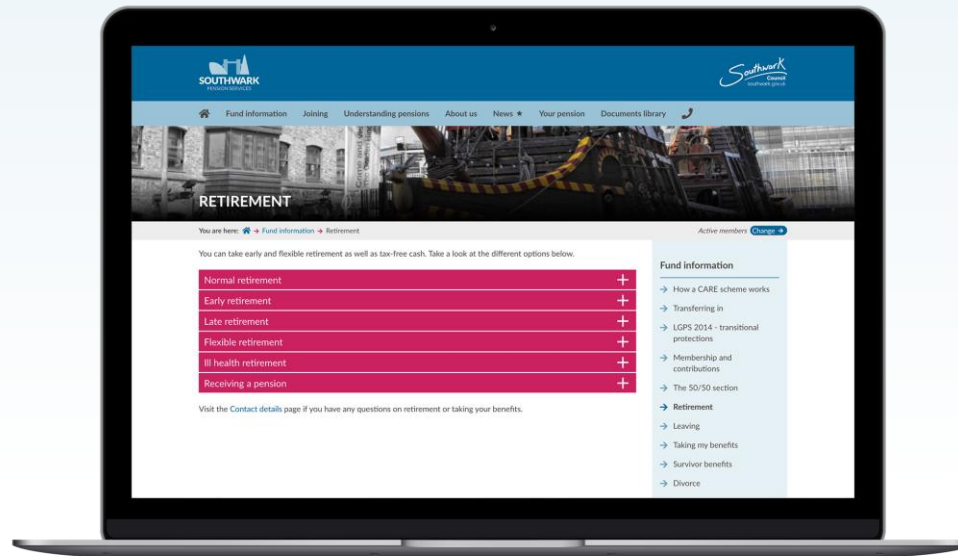 SOUTHWARK
PENSION SERVICES
Southwark
Council
southwark.gov.uk
Fund information Joining Understanding pensions About us News ★ Your pension Documents library
RETIREMENT
You are here: → Fund information → Retirement
Active members Change →
You can take early and flexible retirement as well as tax-free cash. Take a look at the different options below.
Normal retirement +
Early retirement +
Late retirement +
Flexible retirement +
Ill health retirement +
Receiving a pension +
Visit the Contact details page if you have any questions on retirement or taking your benefits.
Fund information
→ How a CARE scheme works
→ Transferring in
→ LGPS 2014 - transitional
protections
→ Membership and
contributions
→ The 50/50 section
→ Retirement
→ Leaving
→ Taking my benefits
→ Survivor benefits
→ Divorce